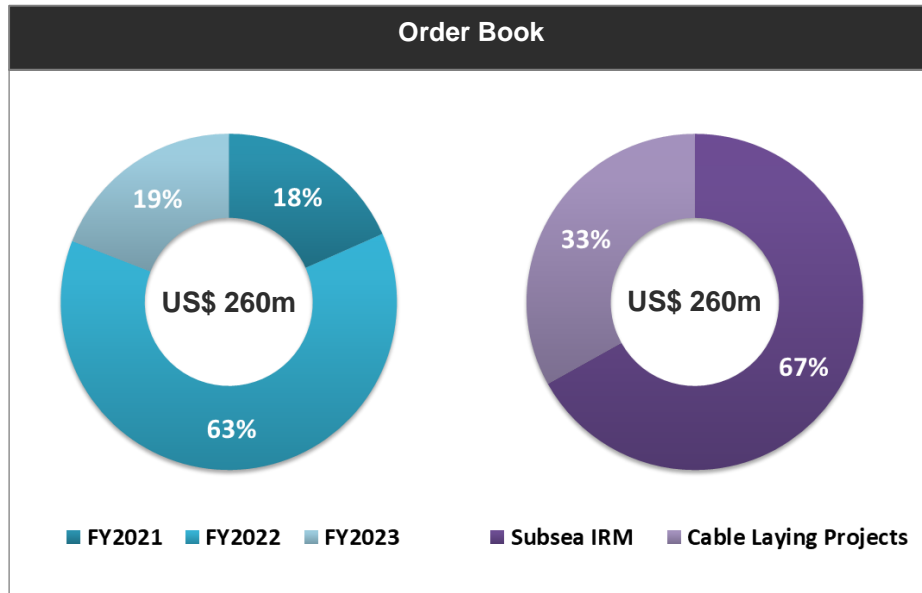 Order Book
19%
18%
US$ 260m
63%
FY2021 FY2022 FY2023
33%
US$ 260m
67%
Subsea IRM Cable Laying Projects